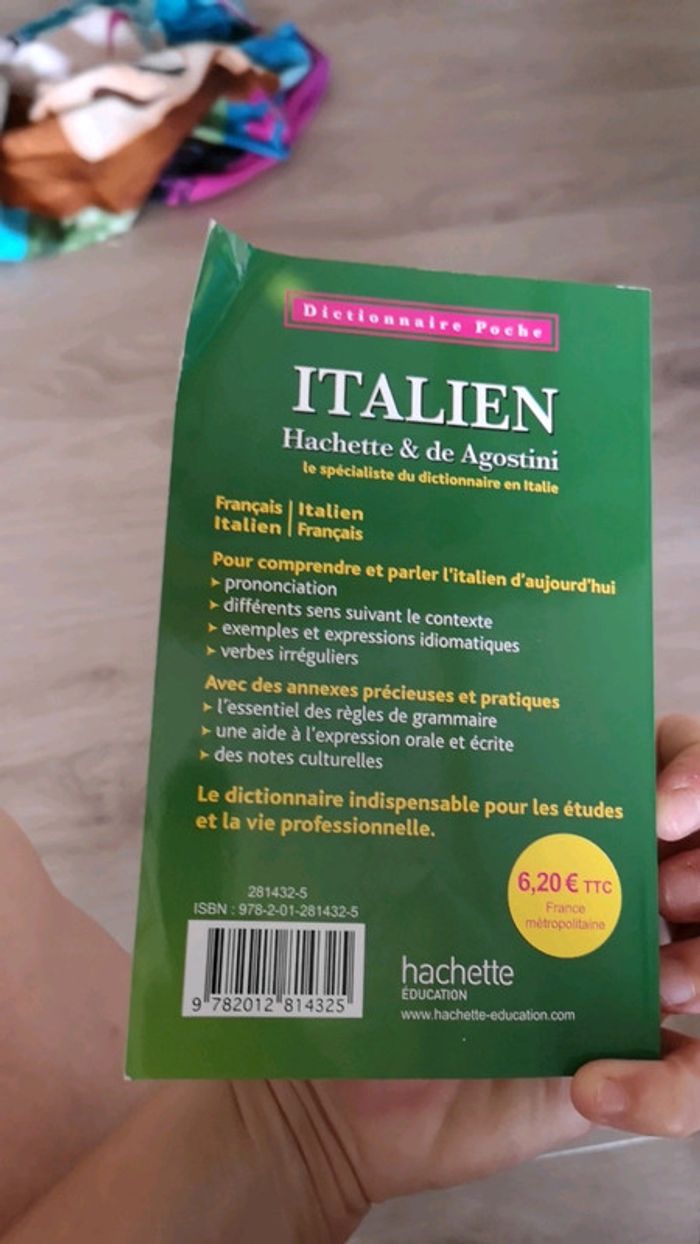 Dictionnaire Poche
ITALIEN
Hachette & de Agostini
le spécialiste du dictionnaire en Italie
Français | Italien
Italien | Français
Pour comprendre et parler l'italien d'aujourd'hui
➤ prononciation
➤ différents sens suivant le contexte
➤ exemples et expressions idiomatiques
➤ verbes irréguliers
Avec des annexes précieuses et pratiques
➤ l'essentiel des règles de grammaire
➤ une aide à l'expression orale et écrite
➤ des notes culturelles
Le dictionnaire indispensable pour les études
et la vie professionnelle.
6,20 € TTC
France
métropolitaine
281432-5
ISBN : 978-2-01-281432-5
9 782012 814325
hachette
ÉDUCATION
www.hachette-education.com